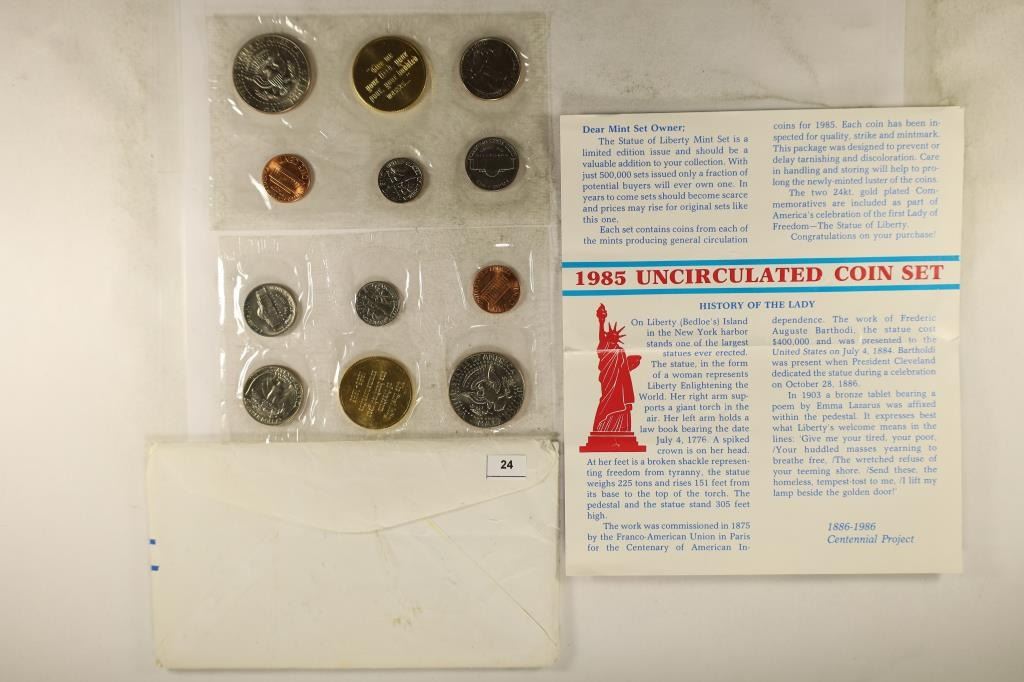 "Give me
your tired, your
poor, your huddled
masses...
24
Dear Mint Set Owner;
The Statue of Liberty Mint Set is a
limited edition issue and should be a
valuable addition to your collection. With
just 500,000 sets issued only a fraction of
potential buyers will ever own one. In
years to come sets should become scarce
and prices may rise for original sets like
this one.
Each set contains coins from each of
the mints producing general circulation
coins for 1985. Each coin has been in-
spected for quality, strike and mintmark.
This package was designed to prevent or
delay tarnishing and discoloration. Care
in handling and storing will help to pro-
long the newly-minted luster of the coins.
The two 24kt. gold plated Com-
memoratives are included as part of
America's celebration of the first Lady of
Freedom—The Statue of Liberty.
Congratulations on your purchase!
1985 UNCIRCULATED COIN SET
HISTORY OF THE LADY
On Liberty (Bedloe's) Island
in the New York harbor
stands one of the largest
statues ever erected.
The statue, in the form
of a woman represents
Liberty Enlightening the
World. Her right arm sup-
ports a giant torch in the
air. Her left arm holds a
law book bearing the date
July 4, 1776. A spiked
crown is on her head.
At her feet is a broken shackle represen-
ting freedom from tyranny, the statue
weighs 225 tons and rises 151 feet from
its base to the top of the torch. The
pedestal and the statue stand 305 feet
high.
The work was commissioned in 1875
by the Franco-American Union in Paris
for the Centenary of American In-
dependence. The work of Frederic
Auguste Barthodi, the statue cost
$400,000 and was presented to the
United States on July 4, 1884. Bartholdi
was present when President Cleveland
dedicated the statue during a celebration
on October 28, 1886.
In 1903 a bronze tablet bearing a
poem by Emma Lazarus was affixed
within the pedestal. It expresses best
what Liberty's welcome means in the
lines: 'Give me your tired, your poor,
/Your huddled masses yearning to
breathe free, /The wretched refuse of
your teeming shore. /Send these, the
homeless, tempest-tost to me, /I lift my
lamp beside the golden door!'
1886-1986
Centennial Project